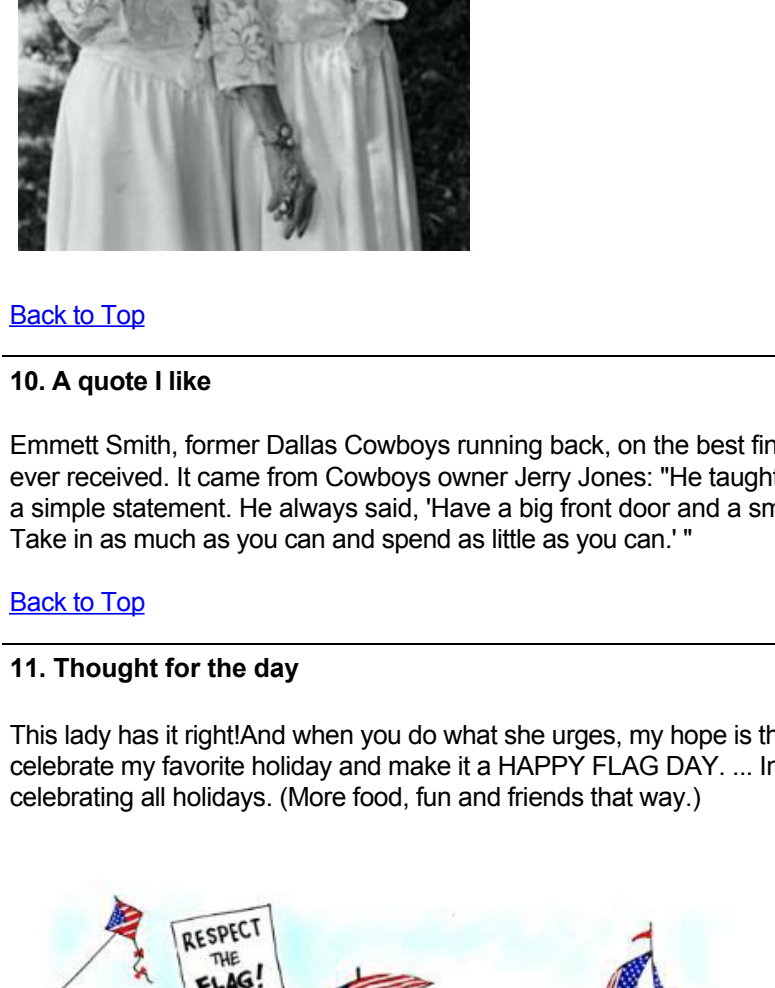 Back to Top
10. A quote I like
Emmett Smith, former Dallas Cowboys running back, on the best
ever received. It came from Cowboys owner Jerry Jones: "He taught
a simple statement. He always said, 'Have a big front door and a
Take in as much as you can and spend as little as you can.' "
Back to Top
11. Thought for the day
This lady has it right!And when you do what she urges, my hope is
celebrate my favorite holiday and make it a HAPPY FLAG DAY. ...
celebrating all holidays. (More food, fun and friends that way.)
RESPECT
THE
FLAG!